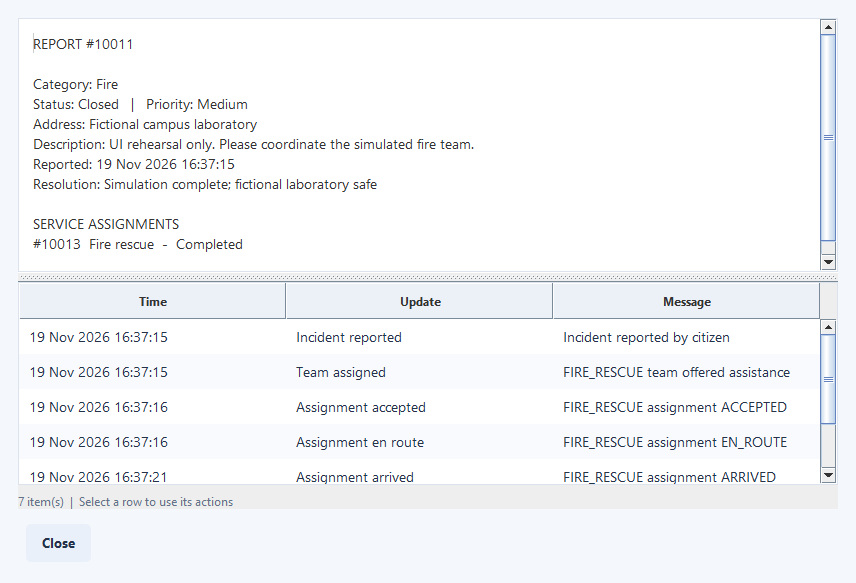 REPORT #10011
Category: Fire
Status: Closed | Priority: Medium
Address: Fictional campus laboratory
Description: UI rehearsal only. Please coordinate the simulated fire team.
Reported: 19 Nov 2026 16:37:15
Resolution: Simulation complete; fictional laboratory safe
SERVICE ASSIGNMENTS
#10013 Fire rescue - Completed
Time Update Message
19 Nov 2026 16:37:15 Incident reported Incident reported by citizen
19 Nov 2026 16:37:15 Team assigned FIRE_RESCUE team offered assistance
19 Nov 2026 16:37:16 Assignment accepted FIRE_RESCUE assignment ACCEPTED
19 Nov 2026 16:37:16 Assignment en route FIRE_RESCUE assignment EN_ROUTE
19 Nov 2026 16:37:21 Assignment arrived FIRE_RESCUE assignment ARRIVED
7 item(s) | Select a row to use its actions
Close